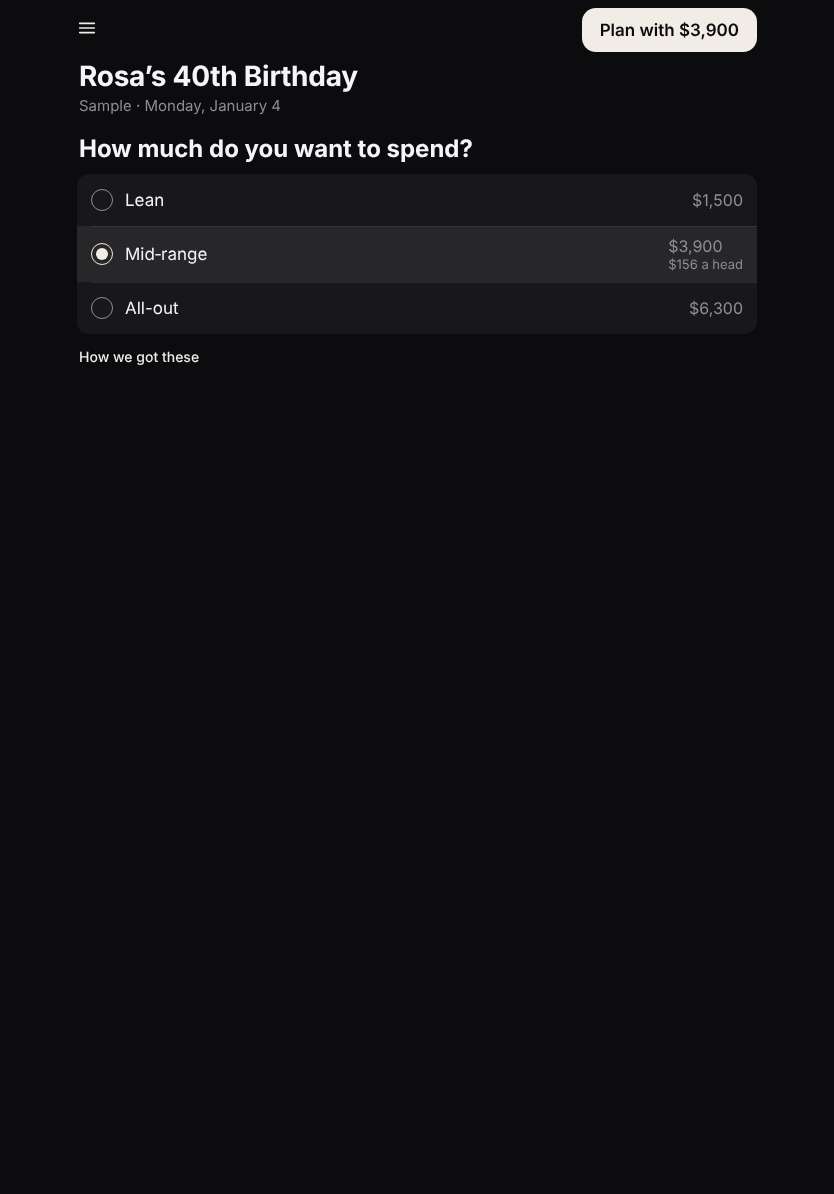 Plan with $3,900
Rosa’s 40th Birthday
Sample · Monday, January 4
How much do you want to spend?
Lean
$1,500
Mid-range
$3,900
$156 a head
All-out
$6,300
How we got these